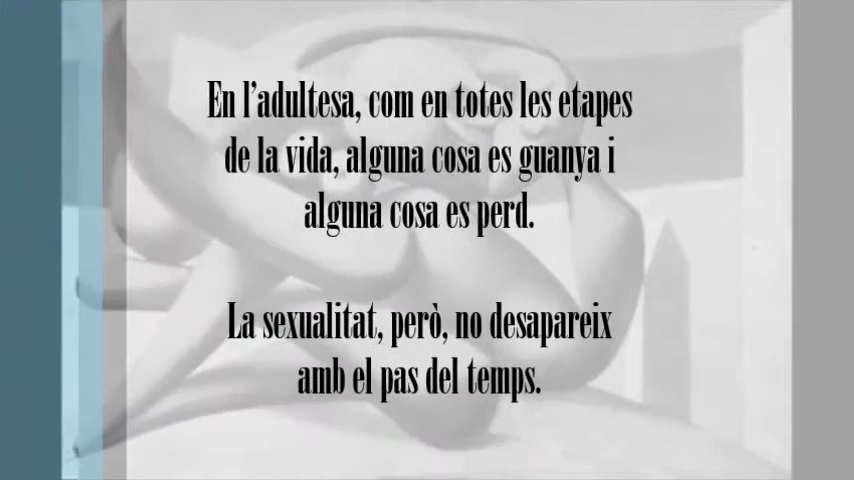 En l'adultesa, com en totes les etapes
de la vida, alguna cosa es guanya i
alguna cosa es perd.
La sexualitat, però, no desapareix
amb el pas del temps.